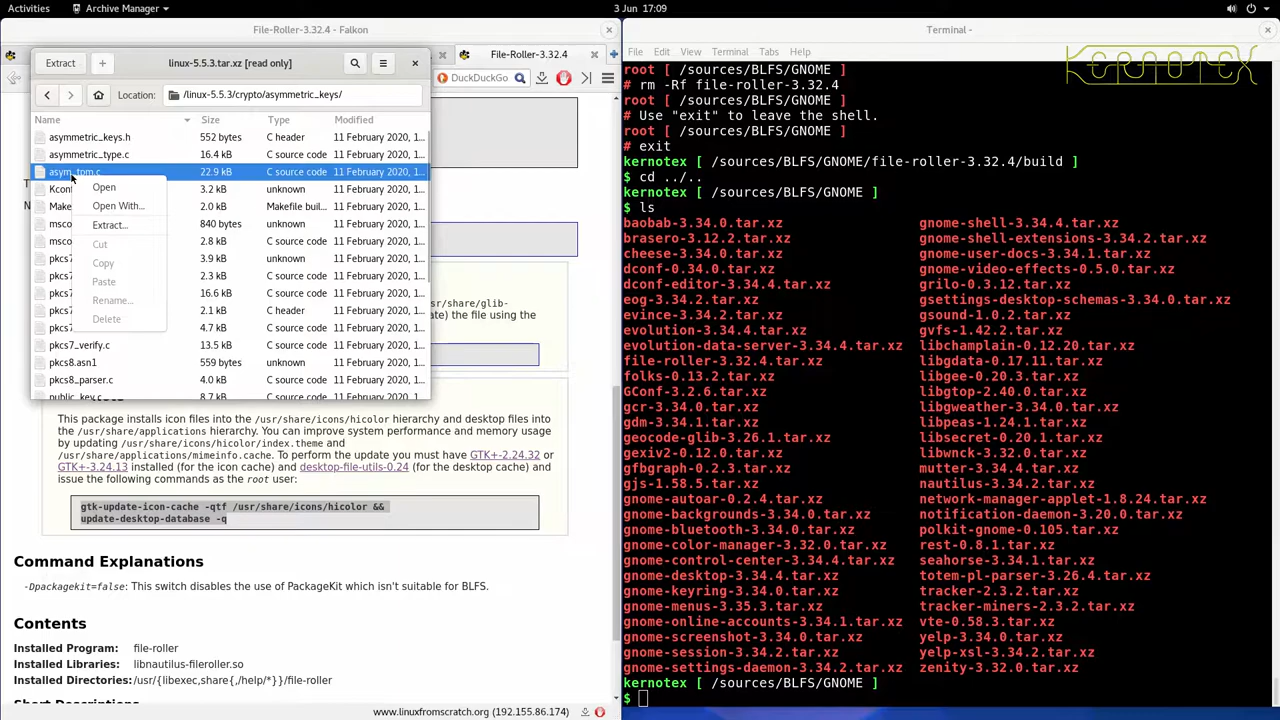 Activities
Archive Manager
3 Jun 17:09
File-Roller-3.32.4 - Falkon
File-Roller-3.32.4
DuckDuckGo
Extract
linux-5.5.3.tar.xz [read only]
Location:
/linux-5.5.3/crypto/asymmetric_keys/
Name Size Type Modified
asymmetric_keys.h 552 bytes C header 11 February 2020, 1...
asymmetric_type.c 16.4 kB C source code 11 February 2020, 1...
asym_tpm.c 22.9 kB C source code 11 February 2020, 1...
Kconf 3.2 kB unknown 11 February 2020, 1...
Make 2.0 kB Makefile buil... 11 February 2020, 1...
msco 840 bytes unknown 11 February 2020, 1...
msco 2.8 kB C source code 11 February 2020, 1...
pkcs7 3.9 kB unknown 11 February 2020, 1...
pkcs7 2.3 kB C source code 11 February 2020, 1...
pkcs7 16.6 kB C source code 11 February 2020, 1...
pkcs7 2.1 kB C header 11 February 2020, 1...
pkcs7 4.7 kB C source code 11 February 2020, 1...
pkcs7_verify.c 13.5 kB C source code 11 February 2020, 1...
pkcs8.asn1 559 bytes unknown 11 February 2020, 1...
pkcs8_parser.c 4.0 kB C source code 11 February 2020, 1...
public_key.c 8.7 kB C source code 11 February 2020, 1...
Open
Open With...
Extract...
Cut
Copy
Paste
Rename...
Delete
sr/share/glib-
ate) the file using the
This package installs icon files into the /usr/share/icons/hicolor hierarchy and desktop files into
the /usr/share/applications hierarchy. You can improve system performance and memory usage
by updating /usr/share/icons/hicolor/index.theme and
/usr/share/applications/mimeinfo.cache. To perform the update you must have GTK+-2.24.32 or
GTK+-3.24.13 installed (for the icon cache) and desktop-file-utils-0.24 (for the desktop cache) and
issue the following commands as the root user:
gtk-update-icon-cache -qtf /usr/share/icons/hicolor &&
update-desktop-database -q
Command Explanations
-Dpackagekit=false: This switch disables the use of PackageKit which isn't suitable for BLFS.
Contents
Installed Program: file-roller
Installed Libraries: libnautilus-fileroller.so
Installed Directories: /usr/{libexec,share{,/help/*}}/file-roller
Short Descriptions
www.linuxfromscratch.org (192.155.86.174)
Terminal -
File Edit View Terminal Tabs Help
KERNOTEX
root [ /sources/BLFS/GNOME ]
# rm -Rf file-roller-3.32.4
root [ /sources/BLFS/GNOME ]
# Use "exit" to leave the shell.
root [ /sources/BLFS/GNOME ]
# exit
kernotex [ /sources/BLFS/GNOME/file-roller-3.32.4/build ]
$ cd ../..
kernotex [ /sources/BLFS/GNOME ]
$ ls
baobab-3.34.0.tar.xz gnome-shell-3.34.4.tar.xz
brasero-3.12.2.tar.xz gnome-shell-extensions-3.34.2.tar.xz
cheese-3.34.0.tar.xz gnome-user-docs-3.34.1.tar.xz
dconf-0.34.0.tar.xz gnome-video-effects-0.5.0.tar.xz
dconf-editor-3.34.4.tar.xz grilo-0.3.12.tar.xz
eog-3.34.2.tar.xz gsettings-desktop-schemas-3.34.0.tar.xz
evince-3.34.2.tar.xz gsound-1.0.2.tar.xz
evolution-3.34.4.tar.xz gvfs-1.42.2.tar.xz
evolution-data-server-3.34.4.tar.xz libchamplain-0.12.20.tar.xz
file-roller-3.32.4.tar.xz libgdata-0.17.11.tar.xz
folks-0.13.2.tar.xz libgee-0.20.3.tar.xz
GConf-3.2.6.tar.xz libgtop-2.40.0.tar.xz
gcr-3.34.0.tar.xz libgweather-3.34.0.tar.xz
gdm-3.34.1.tar.xz libpeas-1.24.1.tar.xz
geocode-glib-3.26.1.tar.xz libsecret-0.20.1.tar.xz
gexiv2-0.12.0.tar.xz libwnck-3.32.0.tar.xz
gfbgraph-0.2.3.tar.xz mutter-3.34.4.tar.xz
gjs-1.58.5.tar.xz nautilus-3.34.2.tar.xz
gnome-autoar-0.2.4.tar.xz network-manager-applet-1.8.24.tar.xz
gnome-backgrounds-3.34.0.tar.xz notification-daemon-3.20.0.tar.xz
gnome-bluetooth-3.34.0.tar.xz polkit-gnome-0.105.tar.xz
gnome-color-manager-3.32.0.tar.xz rest-0.8.1.tar.xz
gnome-control-center-3.34.4.tar.xz seahorse-3.34.1.tar.xz
gnome-desktop-3.34.4.tar.xz totem-pl-parser-3.26.4.tar.xz
gnome-keyring-3.34.0.tar.xz tracker-2.3.2.tar.xz
gnome-menus-3.35.3.tar.xz tracker-miners-2.3.2.tar.xz
gnome-online-accounts-3.34.1.tar.xz vte-0.58.3.tar.xz
gnome-screenshot-3.34.0.tar.xz yelp-3.34.0.tar.xz
gnome-session-3.34.2.tar.xz yelp-xsl-3.34.2.tar.xz
gnome-settings-daemon-3.34.2.tar.xz zenity-3.32.0.tar.xz
kernotex [ /sources/BLFS/GNOME ]
$